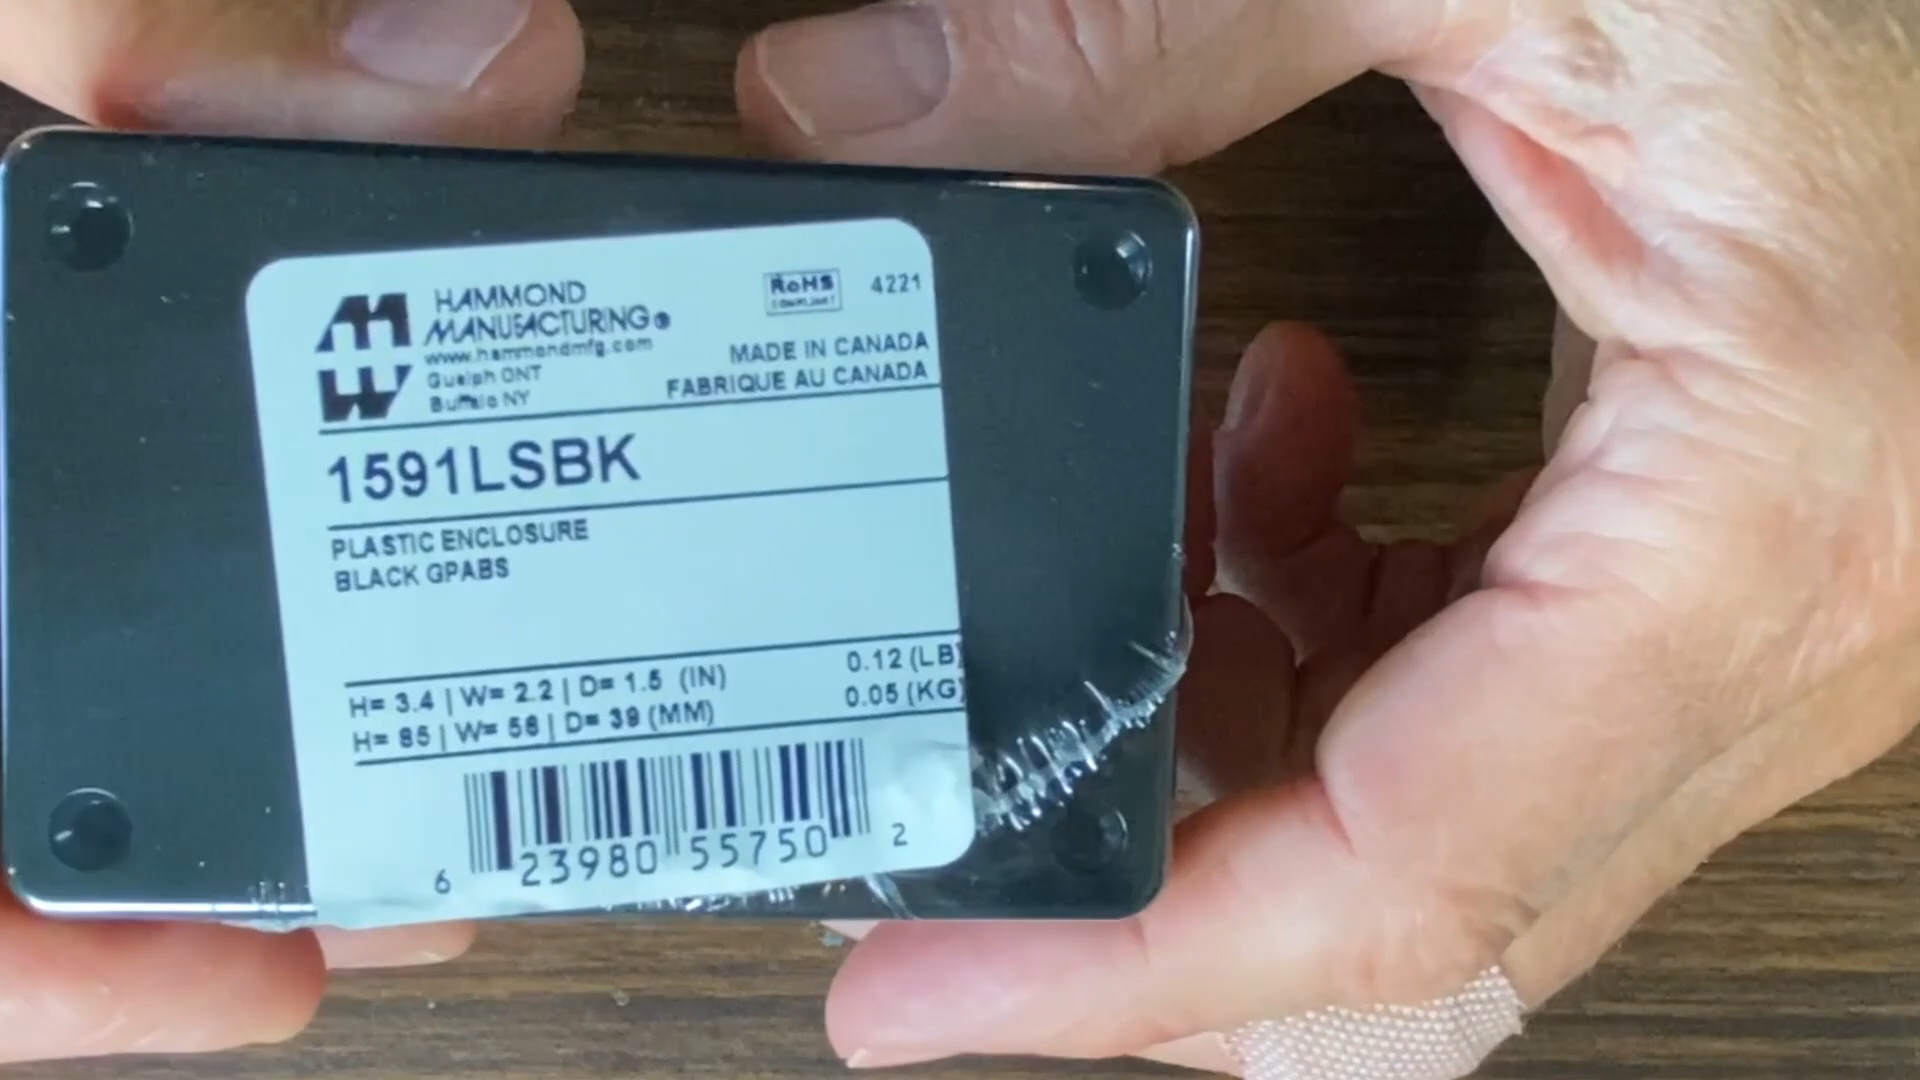 HAMMOND
MANUFACTURING®
www.hammondmfg.com
Guelph ONT
Buffalo NY
RoHS
COMPLIANT
4221
MADE IN CANADA
FABRIQUE AU CANADA
1591LSBK
PLASTIC ENCLOSURE
BLACK GPABS
H= 3.4 | W= 2.2 | D= 1.5 (IN) 0.12 (LB)
H= 85 | W= 56 | D= 39 (MM) 0.05 (KG)
6 23980 55750 2